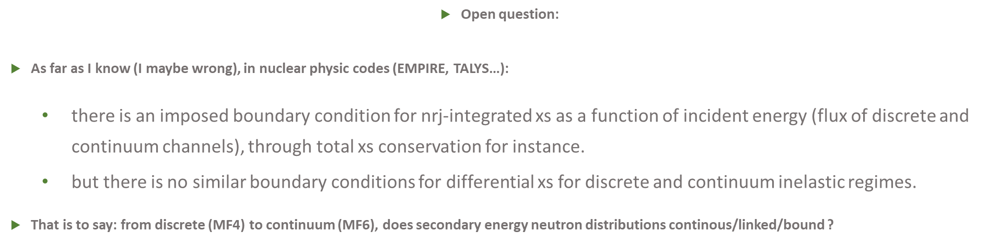 Open question:
As far as I know (I maybe wrong), in nuclear physic codes (EMPIRE, TALYS...):
there is an imposed boundary condition for nrj-integrated xs as a function of incident energy (flux of discrete and
continuum channels), through total xs conservation for instance.
but there is no similar boundary conditions for differential xs for discrete and continuum inelastic regimes.
That is to say: from discrete (MF4) to continuum (MF6), does secondary energy neutron distributions continous/linked/bound ?